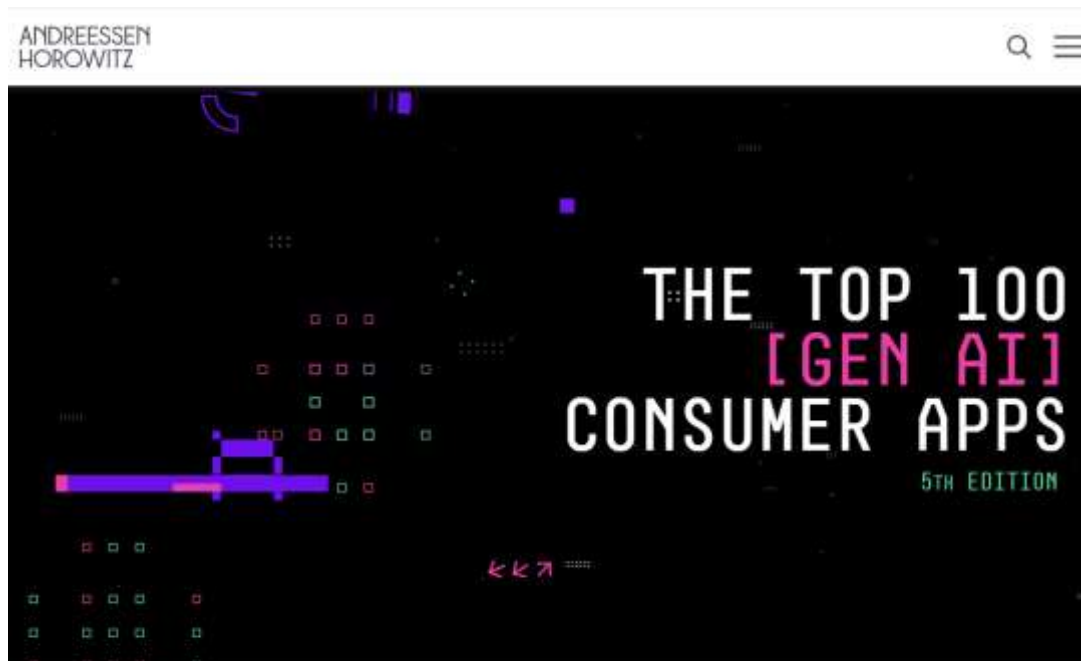 ANDREESSEN
HOROWITZ
THE TOP 100
[GEN AI]
CONSUMER APPS
5TH EDITION